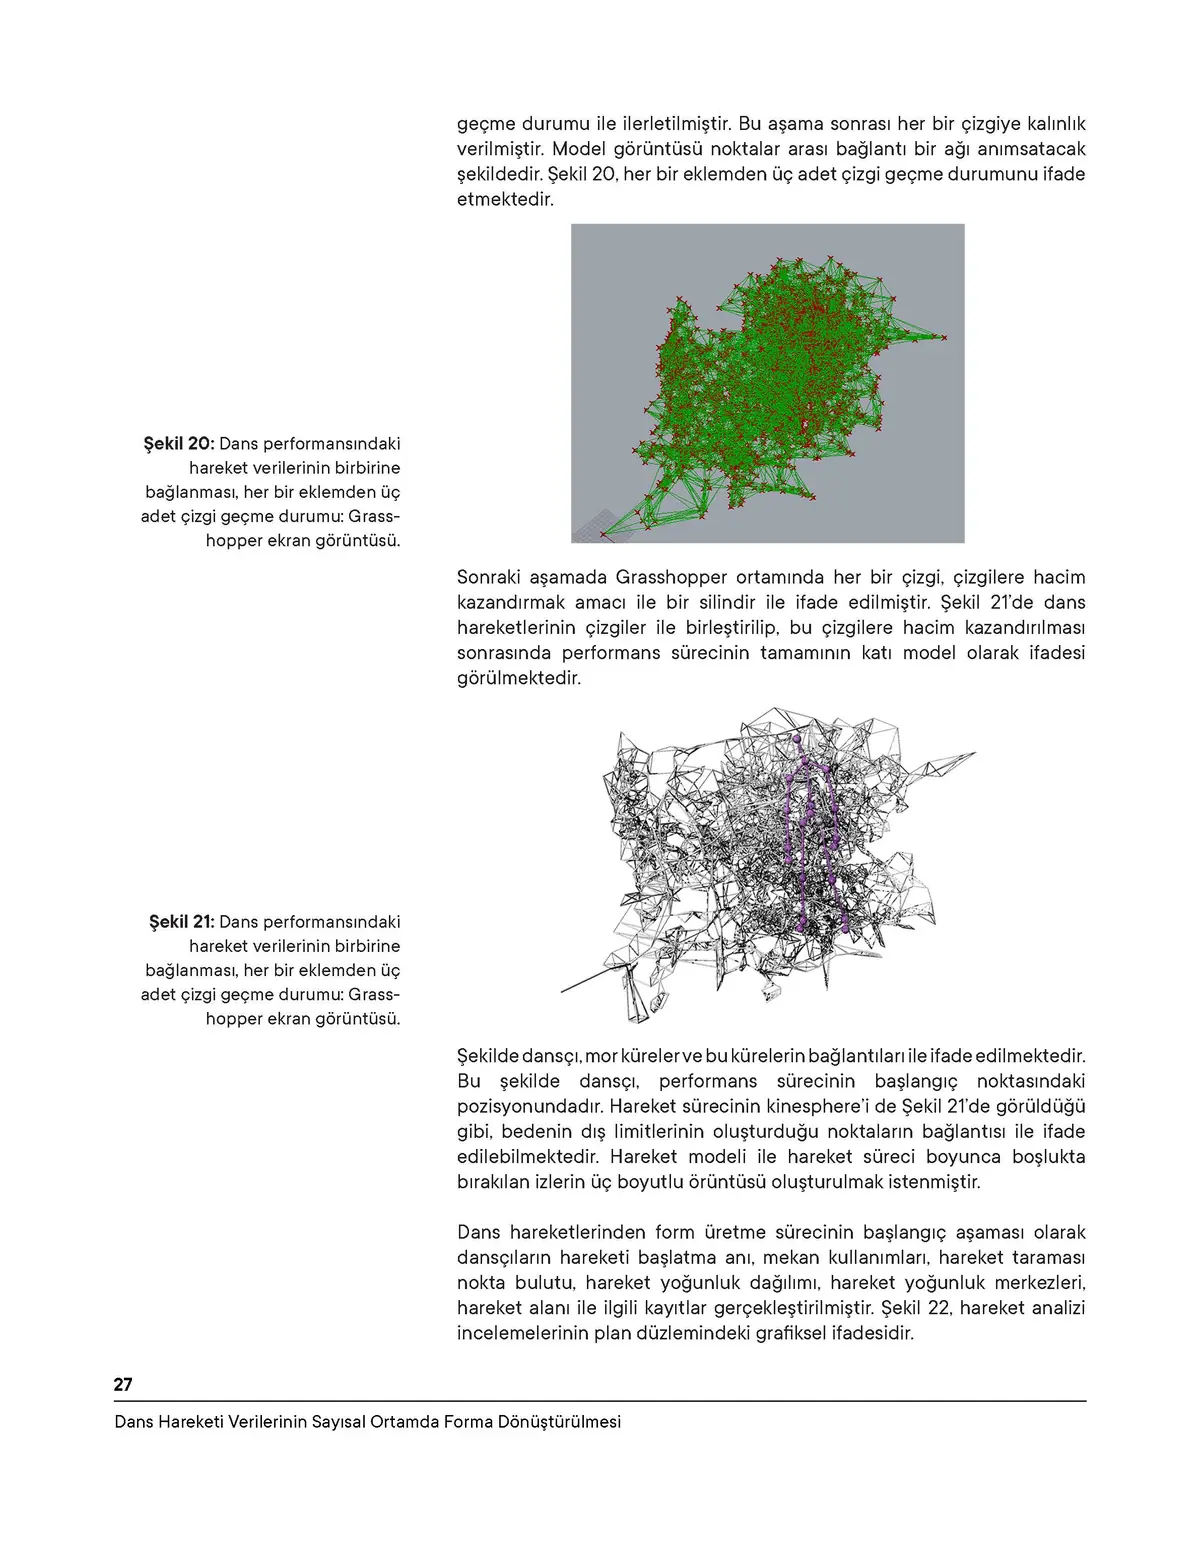 geçme durumu ile ilerletilmiştir. Bu aşama sonrası her bir çizgiye kalınlık
verilmiştir. Model görüntüsü noktalar arası bağlantı bir ağı anımsatacak
şekildedir. Şekil 20, her bir eklemden üç adet çizgi geçme durumunu ifade
etmektedir.
Şekil 20: Dans performansındaki
hareket verilerinin birbirine
bağlanması, her bir eklemden üç
adet çizgi geçme durumu: Grass-
hopper ekran görüntüsü.
Sonraki aşamada Grasshopper ortamında her bir çizgi, çizgilere hacim
kazandırmak amacı ile bir silindir ile ifade edilmiştir. Şekil 21’de dans
hareketlerinin çizgiler ile birleştirilip, bu çizgilere hacim kazandırılması
sonrasında performans sürecinin tamamının katı model olarak ifadesi
görülmektedir.
Şekil 21: Dans performansındaki
hareket verilerinin birbirine
bağlanması, her bir eklemden üç
adet çizgi geçme durumu: Grass-
hopper ekran görüntüsü.
Şekilde dansçı, mor küreler ve bu kürelerin bağlantıları ile ifade edilmektedir.
Bu şekilde dansçı, performans sürecinin başlangıç noktasındaki
pozisyonundadır. Hareket sürecinin kinesphere’i de Şekil 21’de görüldüğü
gibi, bedenin dış limitlerinin oluşturduğu noktaların bağlantısı ile ifade
edilebilmektedir. Hareket modeli ile hareket süreci boyunca boşlukta
bırakılan izlerin üç boyutlu örüntüsü oluşturulmak istenmiştir.
Dans hareketlerinden form üretme sürecinin başlangıç aşaması olarak
dansçıların hareketi başlatma anı, mekan kullanımları, hareket taraması
nokta bulutu, hareket yoğunluk dağılımı, hareket yoğunluk merkezleri,
hareket alanı ile ilgili kayıtlar gerçekleştirilmiştir. Şekil 22, hareket analizi
incelemelerinin plan düzlemindeki grafiksel ifadesidir.
27
Dans Hareketi Verilerinin Sayısal Ortamda Forma Dönüştürülmesi